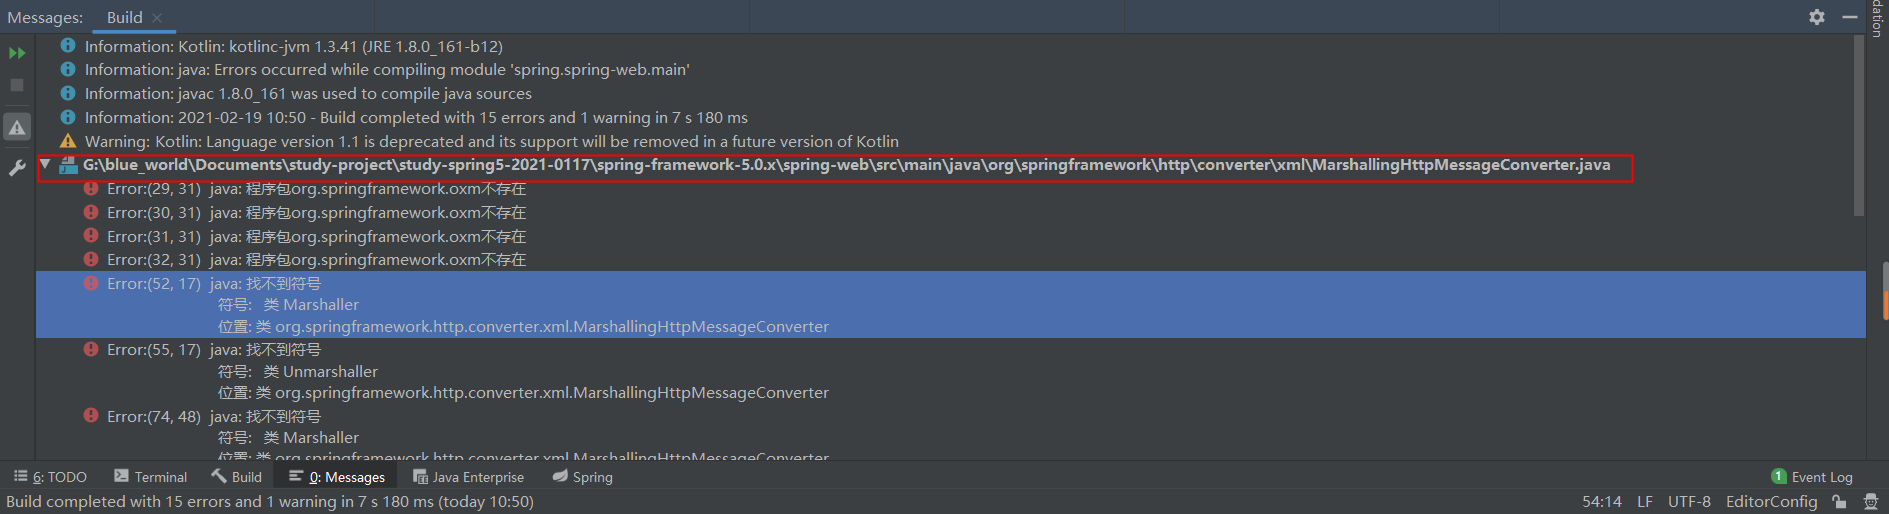 Messages: Build
Information: Kotlin: kotlinc-jvm 1.3.41 (JRE 1.8.0_161-b12)
Information: java: Errors occurred while compiling module 'spring.spring-web.main'
Information: javac 1.8.0_161 was used to compile java sources
Information: 2021-02-19 10:50 - Build completed with 15 errors and 1 warning in 7 s 180 ms
Warning: Kotlin: Language version 1.1 is deprecated and its support will be removed in a future version of Kotlin
G:\blue_world\Documents\study-project\study-spring5-2021-0117\spring-framework-5.0.x\spring-web\src\main\java\org\springframework\http\converter\xml\MarshallingHttpMessageConverter.java
Error:(29, 31) java: 程序包org.springframework.oxm不存在
Error:(30, 31) java: 程序包org.springframework.oxm不存在
Error:(31, 31) java: 程序包org.springframework.oxm不存在
Error:(32, 31) java: 程序包org.springframework.oxm不存在
Error:(52, 17) java: 找不到符号
符号: 类 Marshaller
位置: 类 org.springframework.http.converter.xml.MarshallingHttpMessageConverter
Error:(55, 17) java: 找不到符号
符号: 类 Unmarshaller
位置: 类 org.springframework.http.converter.xml.MarshallingHttpMessageConverter
Error:(74, 48) java: 找不到符号
符号: 类 Marshaller
位置: 类 org.springframework.http.converter.xml.MarshallingHttpMessageConverter
6: TODO Terminal Build 0: Messages Java Enterprise Spring 1 Event Log
Build completed with 15 errors and 1 warning in 7 s 180 ms (today 10:50) 54:14 LF UTF-8 EditorConfig